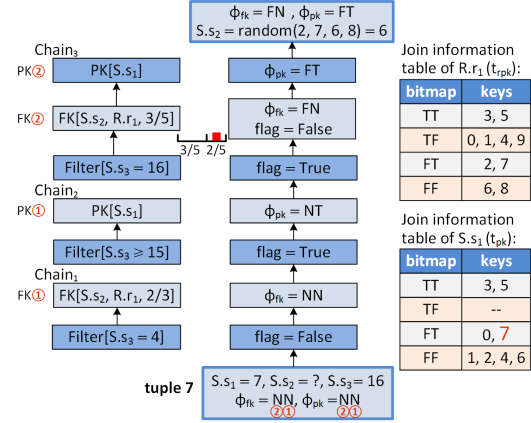 Chain₃
PK② PK[S.s₁]
FK② FK[S.s₂, R.r₁, 3/5]
Filter[S.s₃ = 16]
Chain₂
PK① PK[S.s₁]
Filter[S.s₃ ⩾ 15]
Chain₁
FK① FK[S.s₂, R.r₁, 2/3]
Filter[S.s₃ = 4]
ϕfk = FN , ϕpk = FT
S.s₂ = random(2, 7, 6, 8) = 6
ϕpk = FT
ϕfk = FN
flag = False
3/5 2/5
flag = True
ϕpk = NT
flag = True
ϕfk = NN
flag = False
tuple 7
S.s₁ = 7, S.s₂ = ?, S.s₃= 16
ϕfk = NN, ϕpk = NN
②① ②①
Join information
table of R.r₁ (trpk):
bitmap keys
TT 3, 5
TF 0, 1, 4, 9
FT 2, 7
FF 6, 8
Join information
table of S.s₁ (tpk):
bitmap keys
TT 3, 5
TF --
FT 0, 7
FF 1, 2, 4, 6